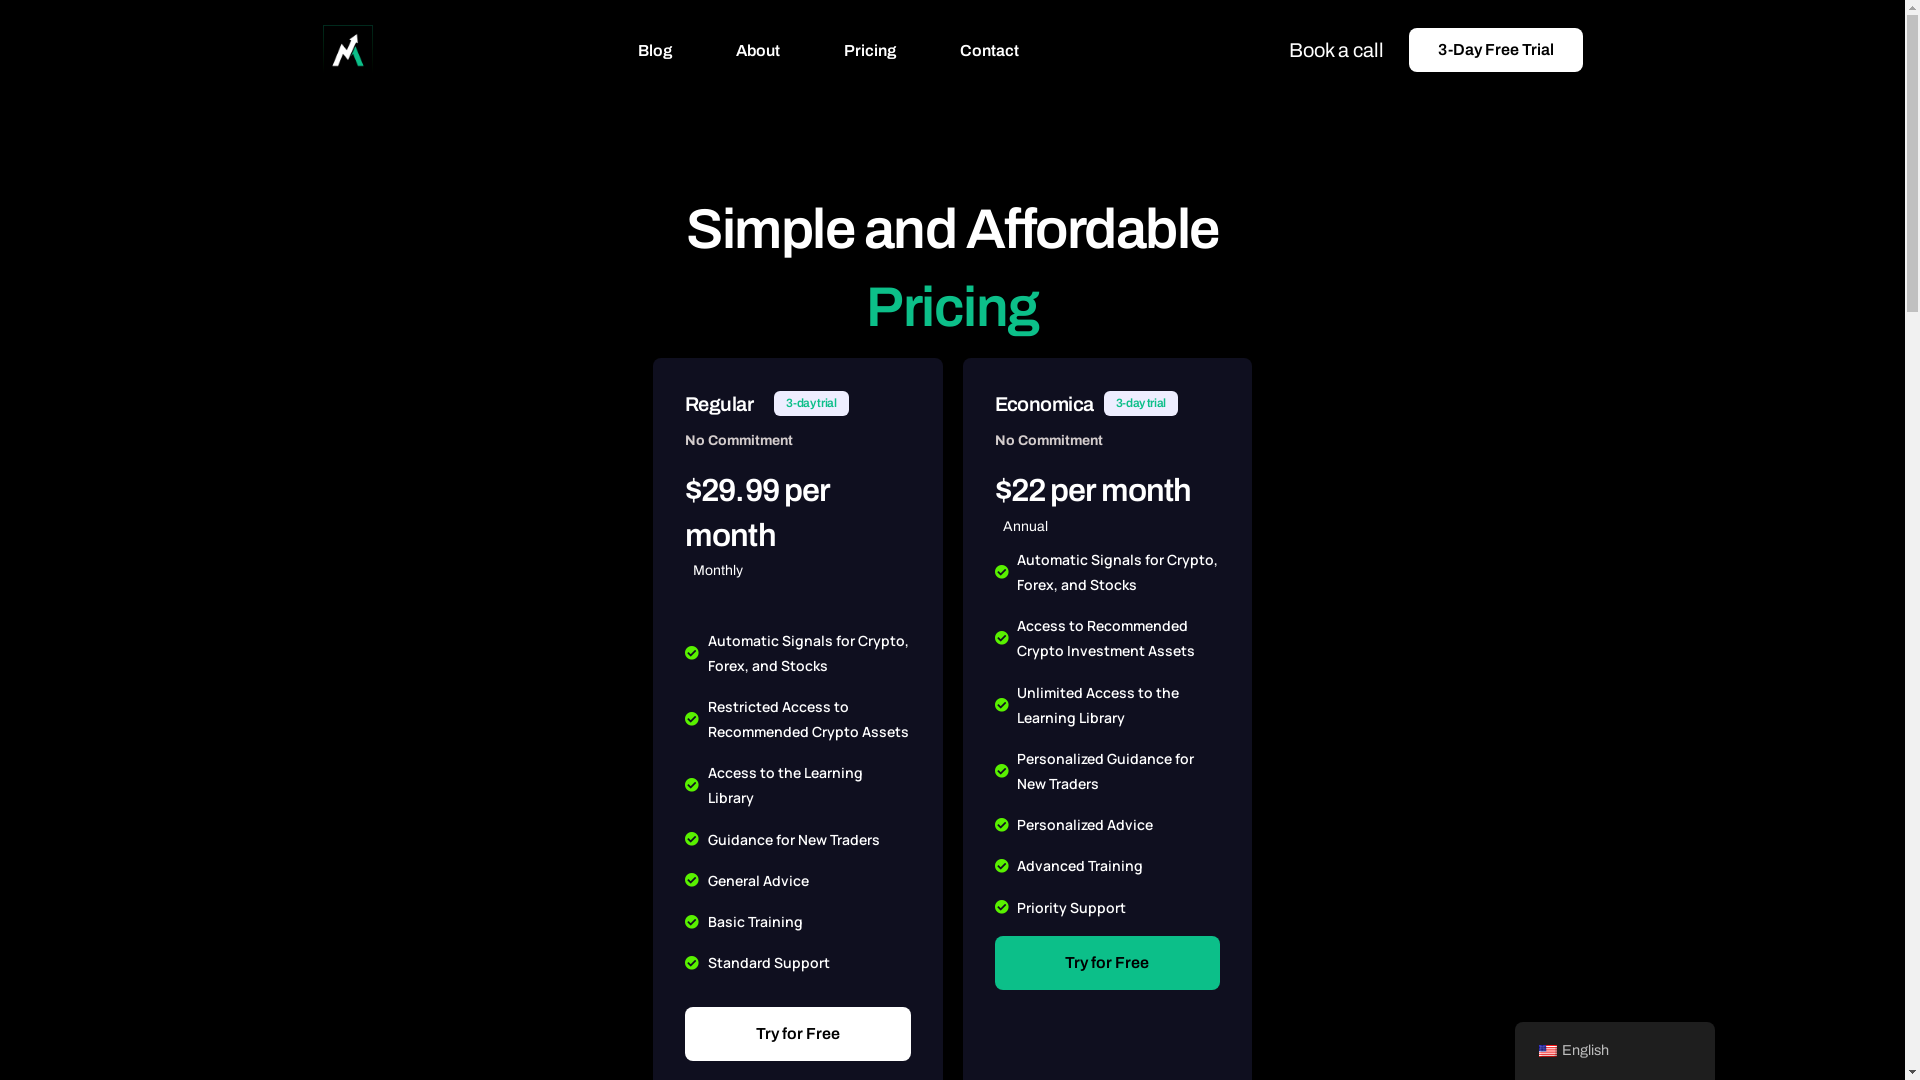 Blog
About
Pricing
Contact
Book a call
3-Day Free Trial
Simple and Affordable
Pricing
Regular
3-day trial
No Commitment
$29.99 per
month
Monthly
Automatic Signals for Crypto,
Forex, and Stocks
Restricted Access to
Recommended Crypto Assets
Access to the Learning
Library
Guidance for New Traders
General Advice
Basic Training
Standard Support
Try for Free
Economica
3-day trial
No Commitment
$22 per month
Annual
Automatic Signals for Crypto,
Forex, and Stocks
Access to Recommended
Crypto Investment Assets
Unlimited Access to the
Learning Library
Personalized Guidance for
New Traders
Personalized Advice
Advanced Training
Priority Support
Try for Free
English